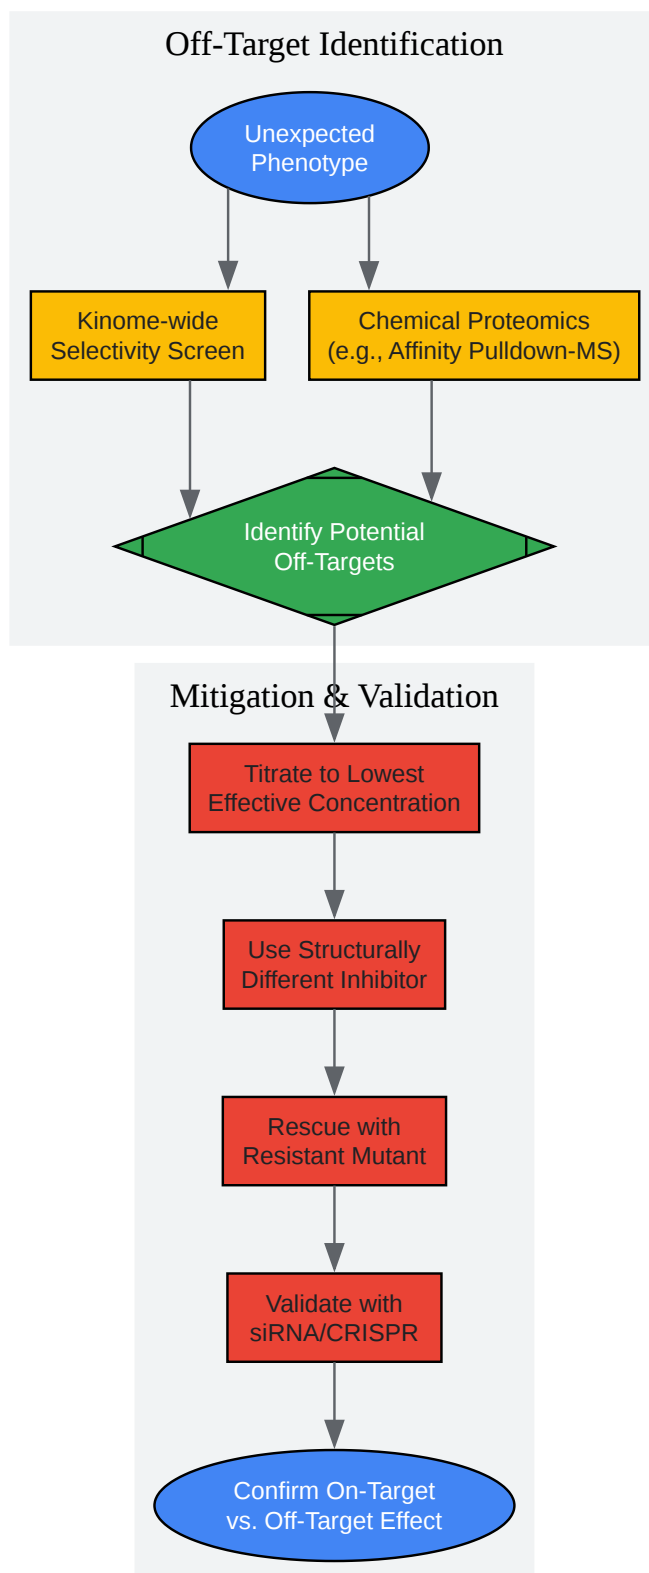 Off-Target Identification
Unexpected
Phenotype
Kinome-wide
Selectivity Screen
Chemical Proteomics
(e.g., Affinity Pulldown-MS)
Identify Potential
Off-Targets
Mitigation & Validation
Titrate to Lowest
Effective Concentration
Use Structurally
Different Inhibitor
Rescue with
Resistant Mutant
Validate with
siRNA/CRISPR
Confirm On-Target
vs. Off-Target Effect